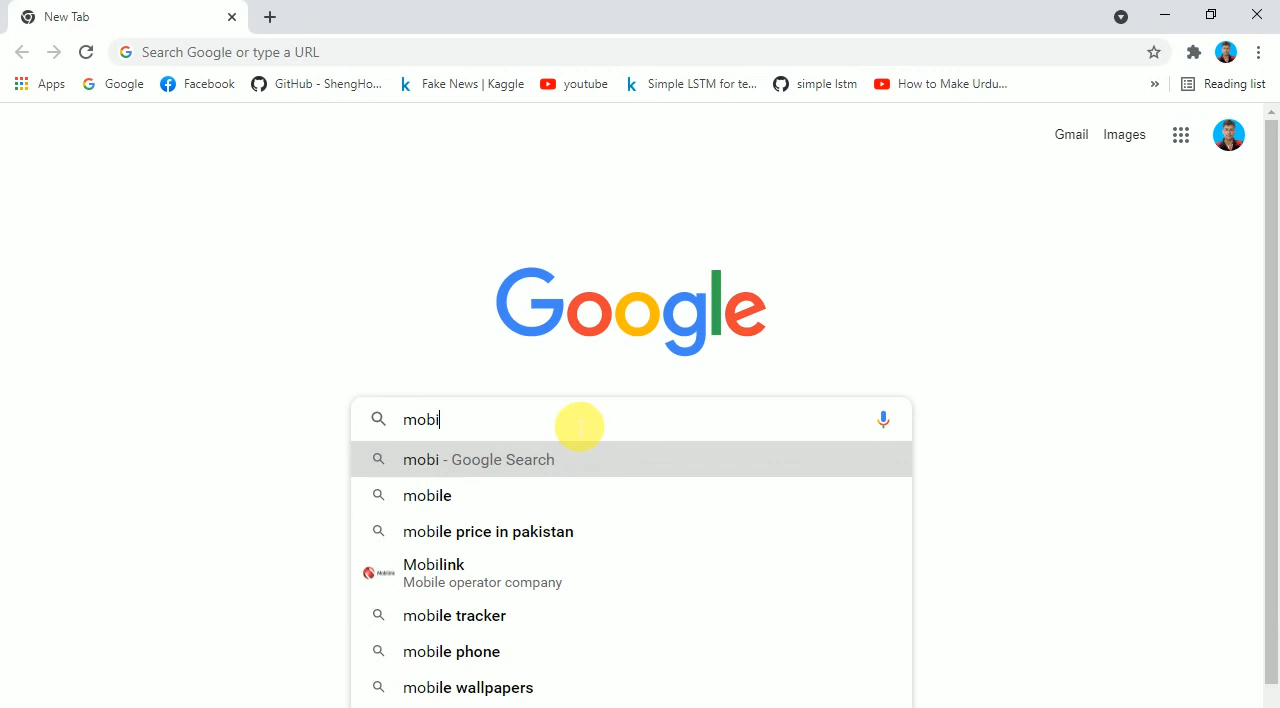 New Tab
Search Google or type a URL
Apps Google Facebook GitHub - ShengHo... Fake News | Kaggle youtube Simple LSTM for te... simple lstm How to Make Urdu... » Reading list
Gmail Images
Google
mobi
mobi - Google Search
mobile
mobile price in pakistan
Mobilink
Mobile operator company
mobile tracker
mobile phone
mobile wallpapers